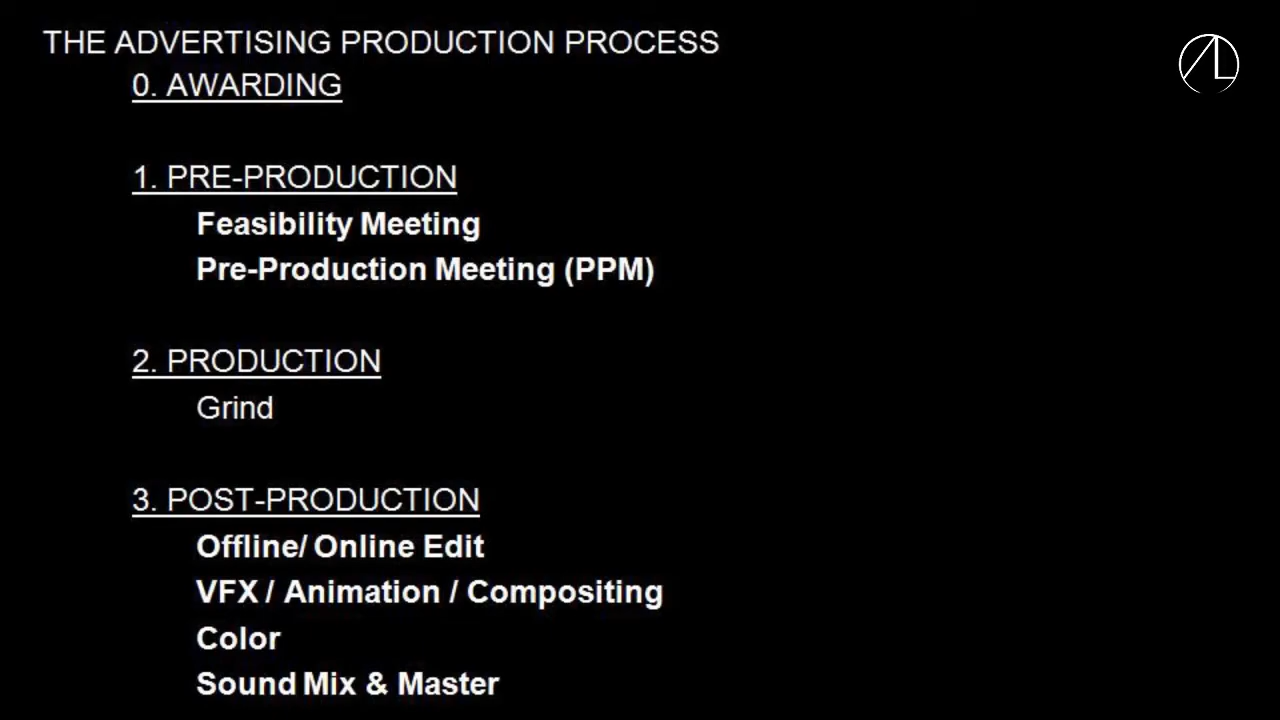 THE ADVERTISING PRODUCTION PROCESS
0. AWARDING
1. PRE-PRODUCTION
Feasibility Meeting
Pre-Production Meeting (PPM)
2. PRODUCTION
Grind
3. POST-PRODUCTION
Offline/ Online Edit
VFX / Animation / Compositing
Color
Sound Mix & Master